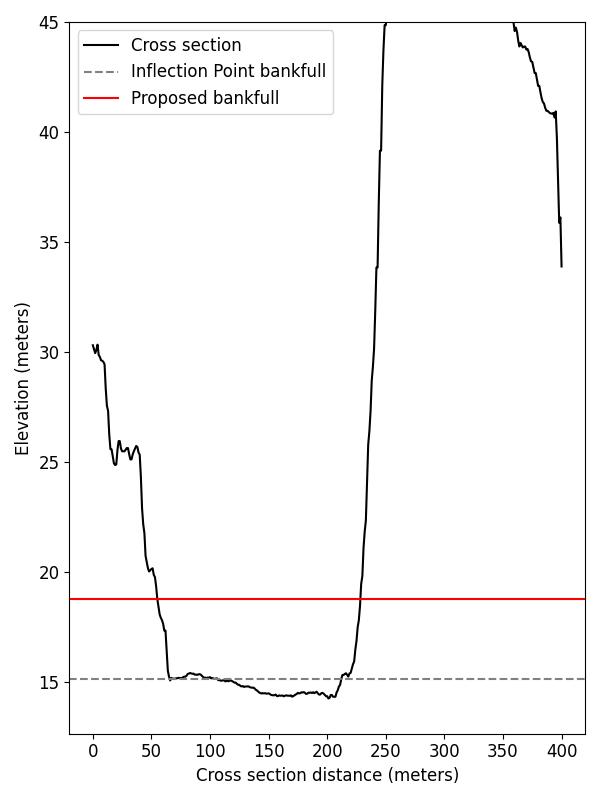 Cross section
Inflection Point bankfull
Proposed bankfull
45
40
35
30
25
20
15
Elevation (meters)
0 50 100 150 200 250 300 350 400
Cross section distance (meters)